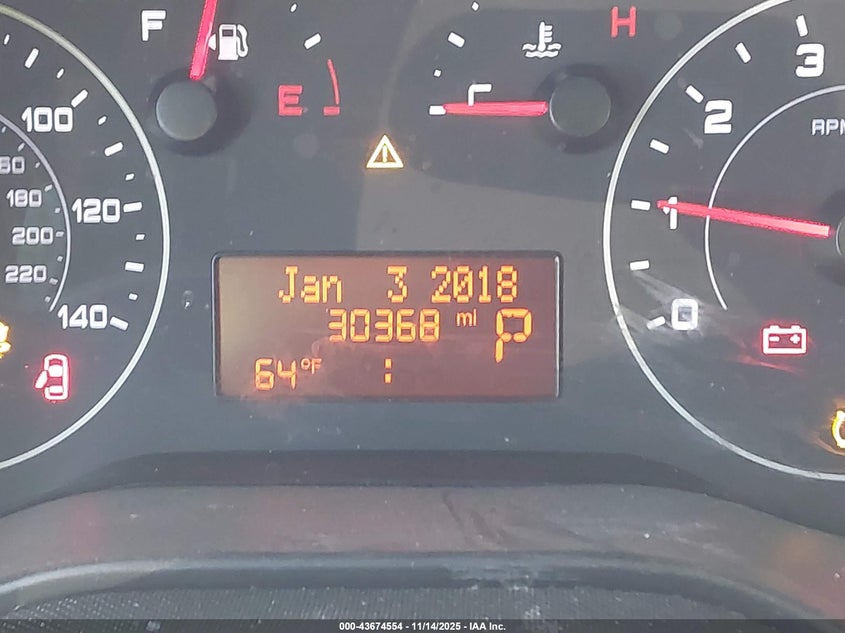 F
H
3
100
E
C
2
RPM
160
180
120
1
200
220
140
0
Jan 3 2018
30368 mi
P
64°F :
000-43674554 - 11/14/2025 - IAA Inc.